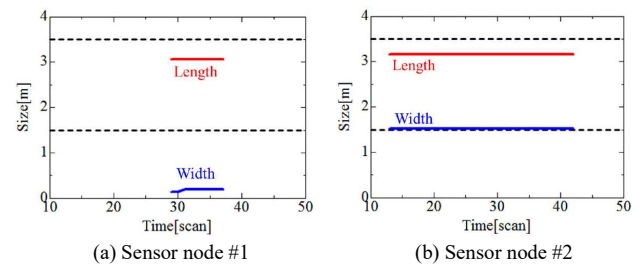 4
3
2
1
0
Size[m]
Length
Width
10 20 30 40 50
Time[scan]
(a) Sensor node #1
4
3
2
1
0
Size[m]
Length
Width
10 20 30 40 50
Time[scan]
(b) Sensor node #2